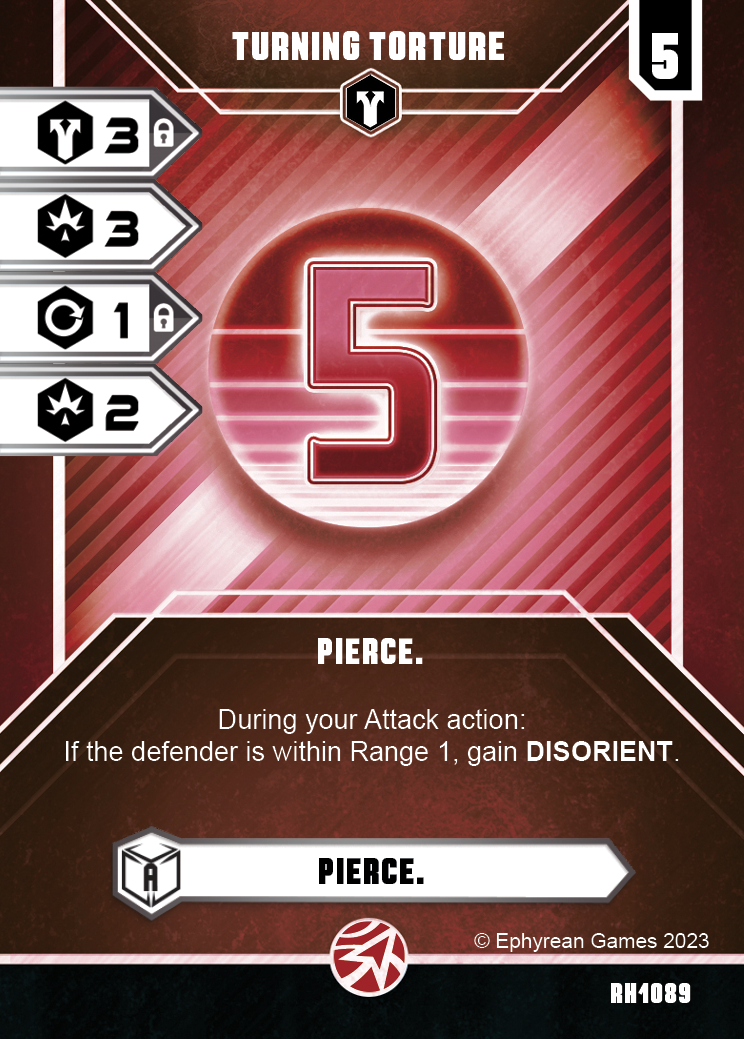 TURNING TORTURE
5
3
3
1
2
5
PIERCE.
During your Attack action:
If the defender is within Range 1, gain DISORIENT.
A
PIERCE.
© Ephyrean Games 2023
RH1089